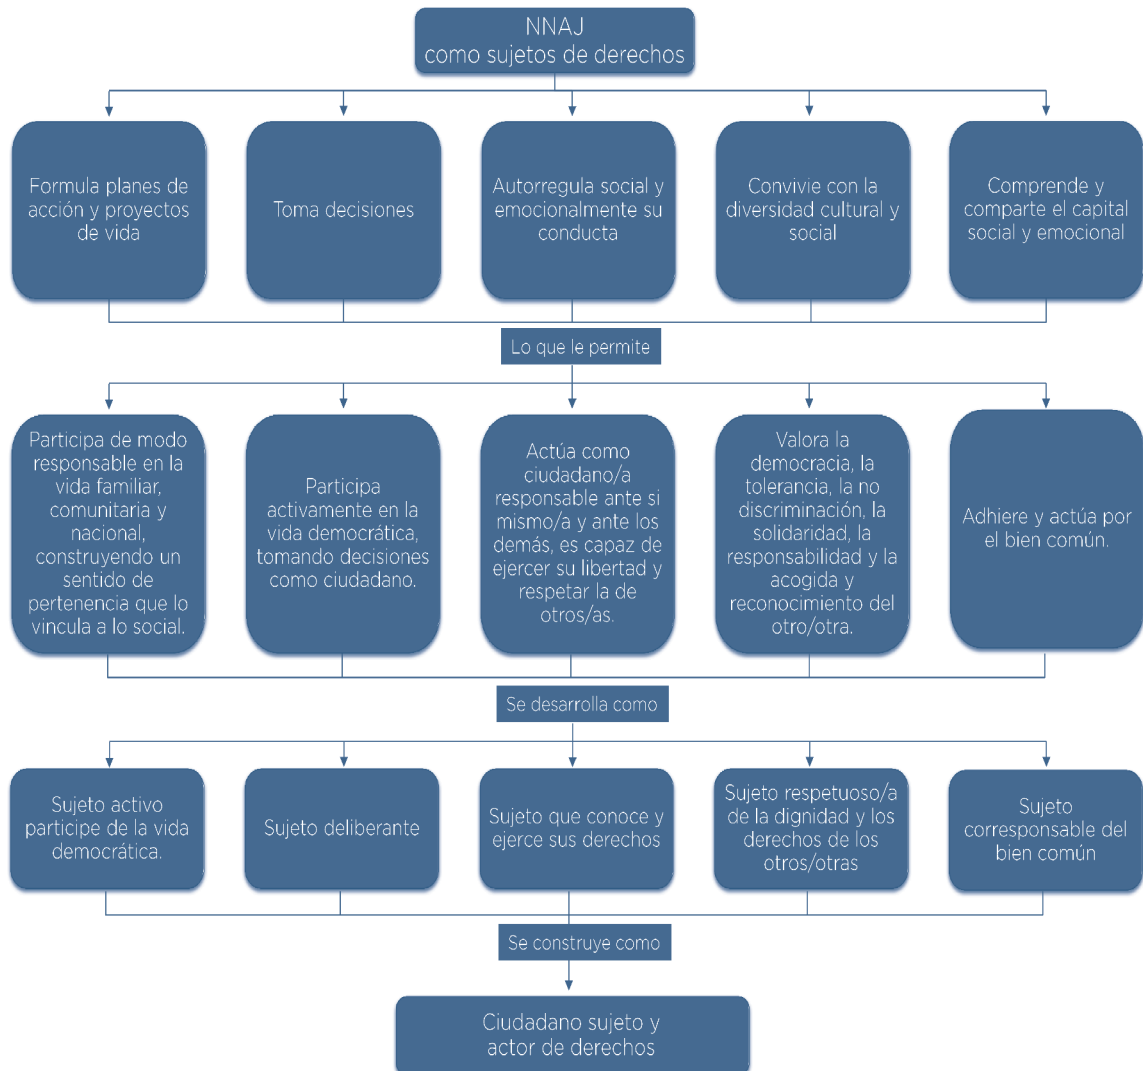 NNAJ
como sujetos de derechos
Formula planes de
acción y proyectos
de vida
Toma decisiones
Autorregula social y
emocionalmente su
conducta
Convivie con la
diversidad cultural y
social
Comprende y
comparte el capital
social y emocional
Lo que le permite
Participa de modo
responsable en la
vida familiar,
comunitaria y
nacional,
construyendo un
sentido de
pertenencia que lo
vincula a lo social.
Participa
activamente en la
vida democrática,
tomando decisiones
como ciudadano.
Actúa como
ciudadano/a
responsable ante si
mismo/a y ante los
demás, es capaz de
ejercer su libertad y
respetar la de
otros/as.
Valora la
democracia, la
tolerancia, la no
discriminación, la
solidaridad, la
responsabilidad y la
acogida y
reconocimiento del
otro/otra.
Adhiere y actúa por
el bien común.
Se desarrolla como
Sujeto activo
participe de la vida
democrática.
Sujeto deliberante
Sujeto que conoce y
ejerce sus derechos
Sujeto respetuoso/a
de la dignidad y los
derechos de los
otros/otras
Sujeto
corresponsable del
bien común
Se construye como
Ciudadano sujeto y
actor de derechos